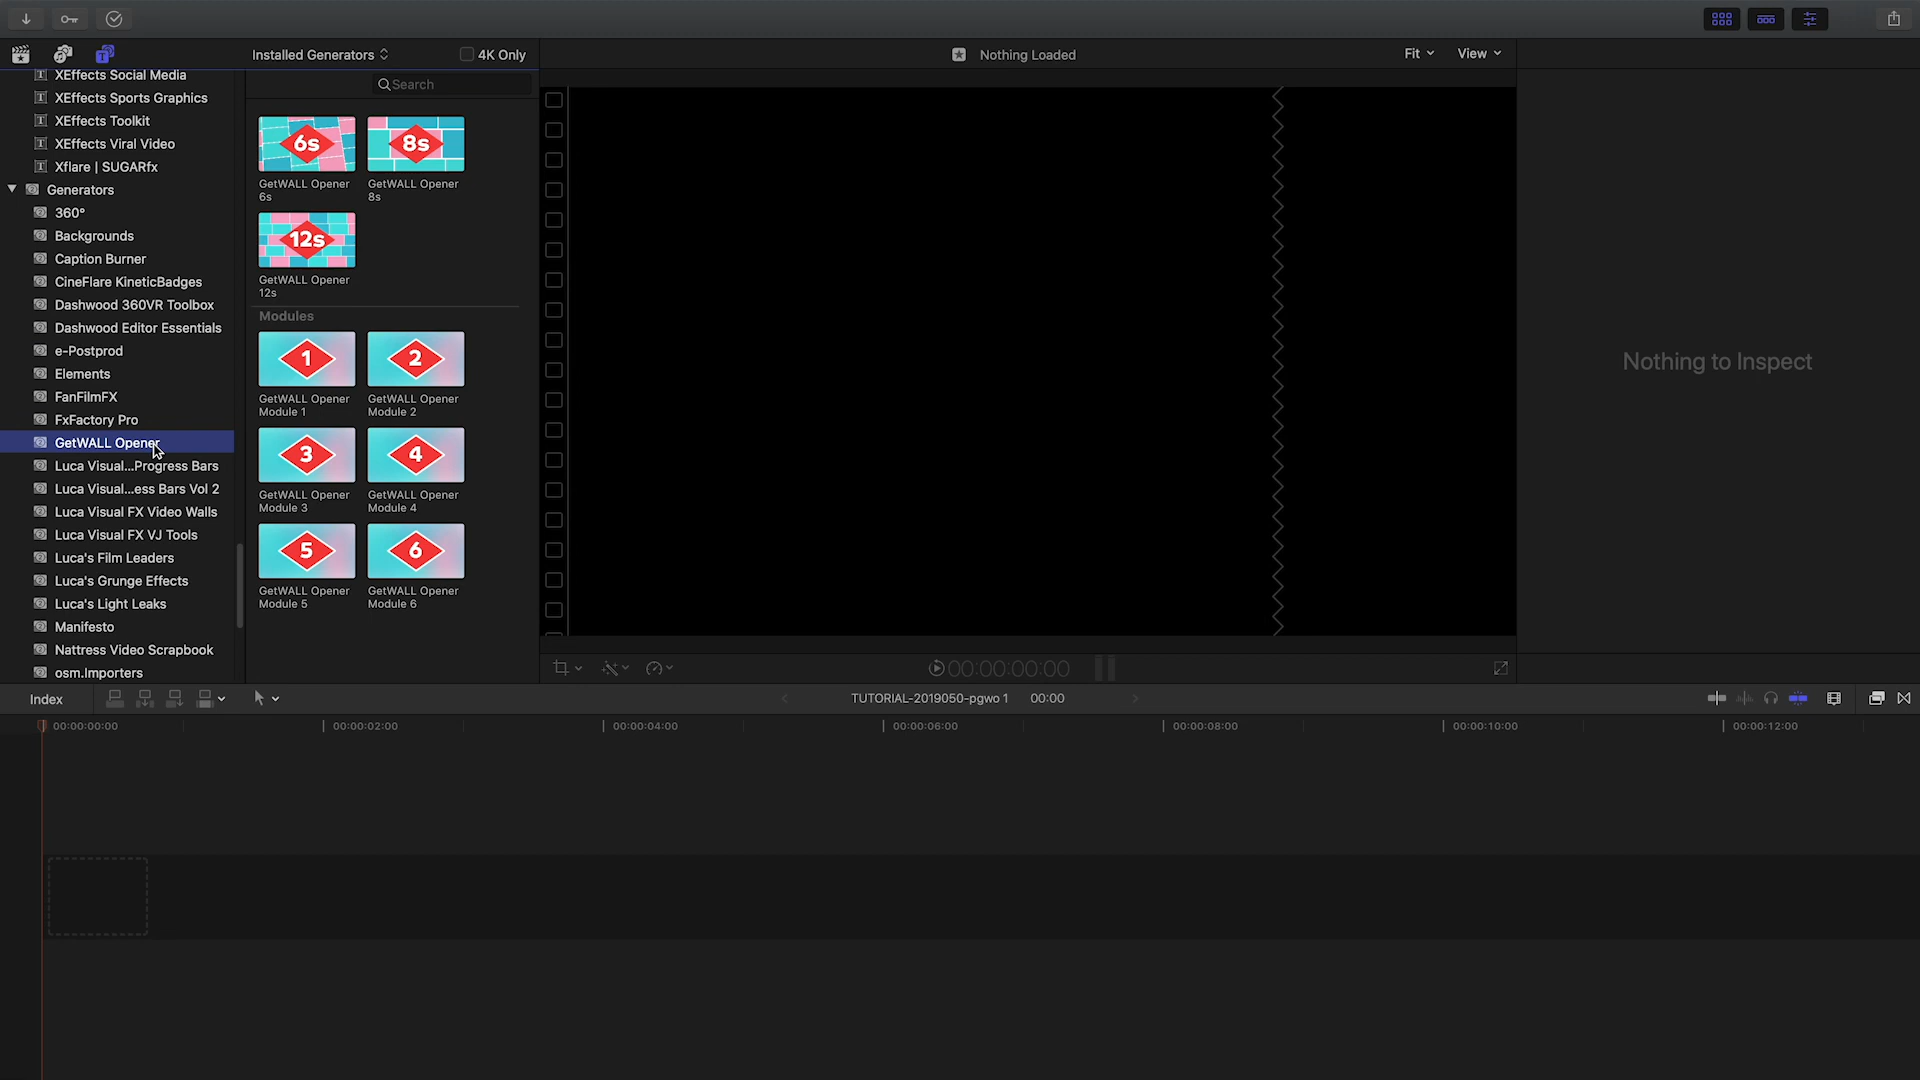 Installed Generators
4K Only
Nothing Loaded
Fit
View
Search
XEffects Social Media
XEffects Sports Graphics
XEffects Toolkit
XEffects Viral Video
Xflare | SUGARfx
Generators
360°
Backgrounds
Caption Burner
CineFlare KineticBadges
Dashwood 360VR Toolbox
Dashwood Editor Essentials
e-Postprod
Elements
FanFilmFX
FxFactory Pro
GetWALL Opener
Luca Visual...Progress Bars
Luca Visual...ess Bars Vol 2
Luca Visual FX Video Walls
Luca Visual FX VJ Tools
Luca's Film Leaders
Luca's Grunge Effects
Luca's Light Leaks
Manifesto
Nattress Video Scrapbook
osm.Importers
6s
8s
GetWALL Opener 6s
GetWALL Opener 8s
12s
GetWALL Opener 12s
Modules
1
2
GetWALL Opener Module 1
GetWALL Opener Module 2
3
4
GetWALL Opener Module 3
GetWALL Opener Module 4
5
6
GetWALL Opener Module 5
GetWALL Opener Module 6
Nothing to Inspect
00:00:00:00
Index
TUTORIAL-2019050-pgwo 1
00:00
00:00:00:00
00:00:02:00
00:00:04:00
00:00:06:00
00:00:08:00
00:00:10:00
00:00:12:00